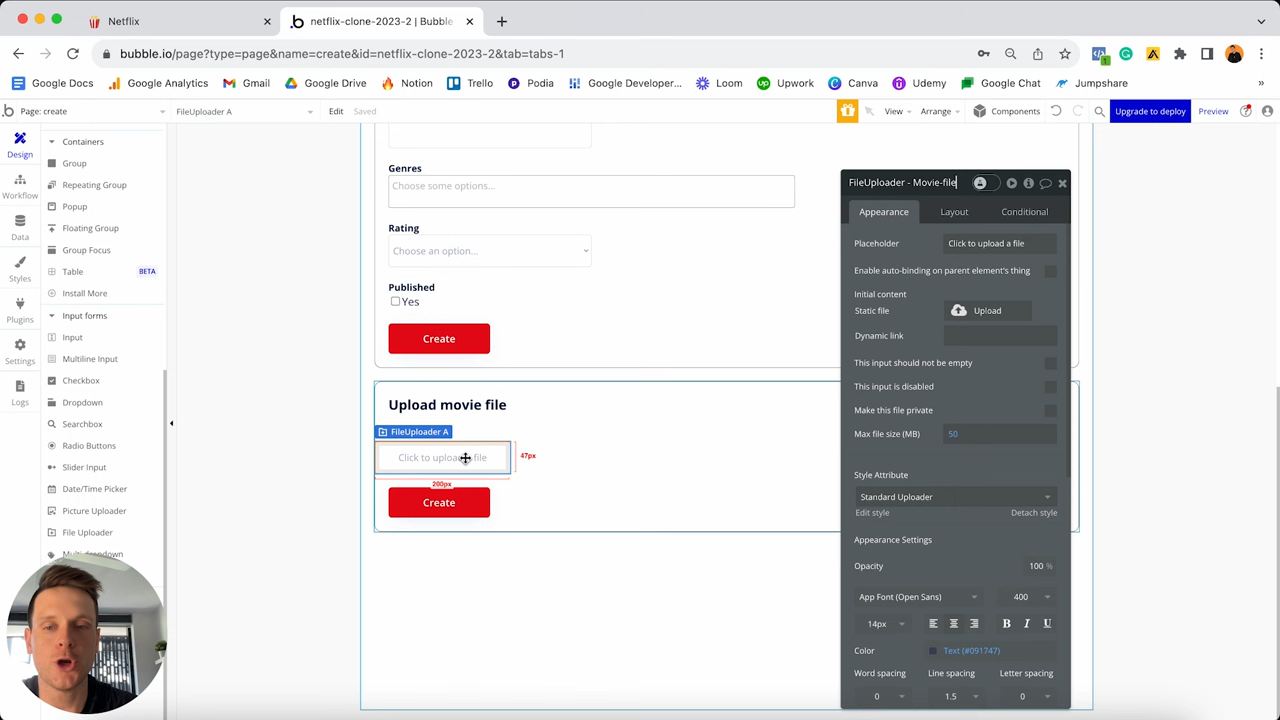 Netflix
netflix-clone-2023-2 | Bubble
bubble.io/page?type=page&name=create&id=netflix-clone-2023-2&tab=tabs-1
Google Docs Google Analytics Gmail Google Drive Notion Trello Podia Google Developer... Loom Upwork Canva Udemy Google Chat Jumpshare »
Page: create FileUploader A Edit Saved View Arrange Components Upgrade to deploy Preview
Design
Workflow
Data
Styles
Plugins
Settings
Logs
Containers
Group
Repeating Group
Popup
Floating Group
Group Focus
Table BETA
Install More
Input forms
Input
Multiline Input
Checkbox
Dropdown
Searchbox
Radio Buttons
Slider Input
Date/Time Picker
Picture Uploader
File Uploader
Multi dropdown
Genres
Choose some options...
Rating
Choose an option...
Published
Yes
Create
Upload movie file
FileUploader A
Click to upload a file
47px
200px
Create
FileUploader - Movie-file
Appearance Layout Conditional
Placeholder Click to upload a file
Enable auto-binding on parent element's thing
Initial content
Static file Upload
Dynamic link
This input should not be empty
This input is disabled
Make this file private
Max file size (MB) 50
Style Attribute
Standard Uploader
Edit style Detach style
Appearance Settings
Opacity 100 %
App Font (Open Sans) 400
14px B I U
Color Text (#091747)
Word spacing Line spacing Letter spacing
0 1.5 0